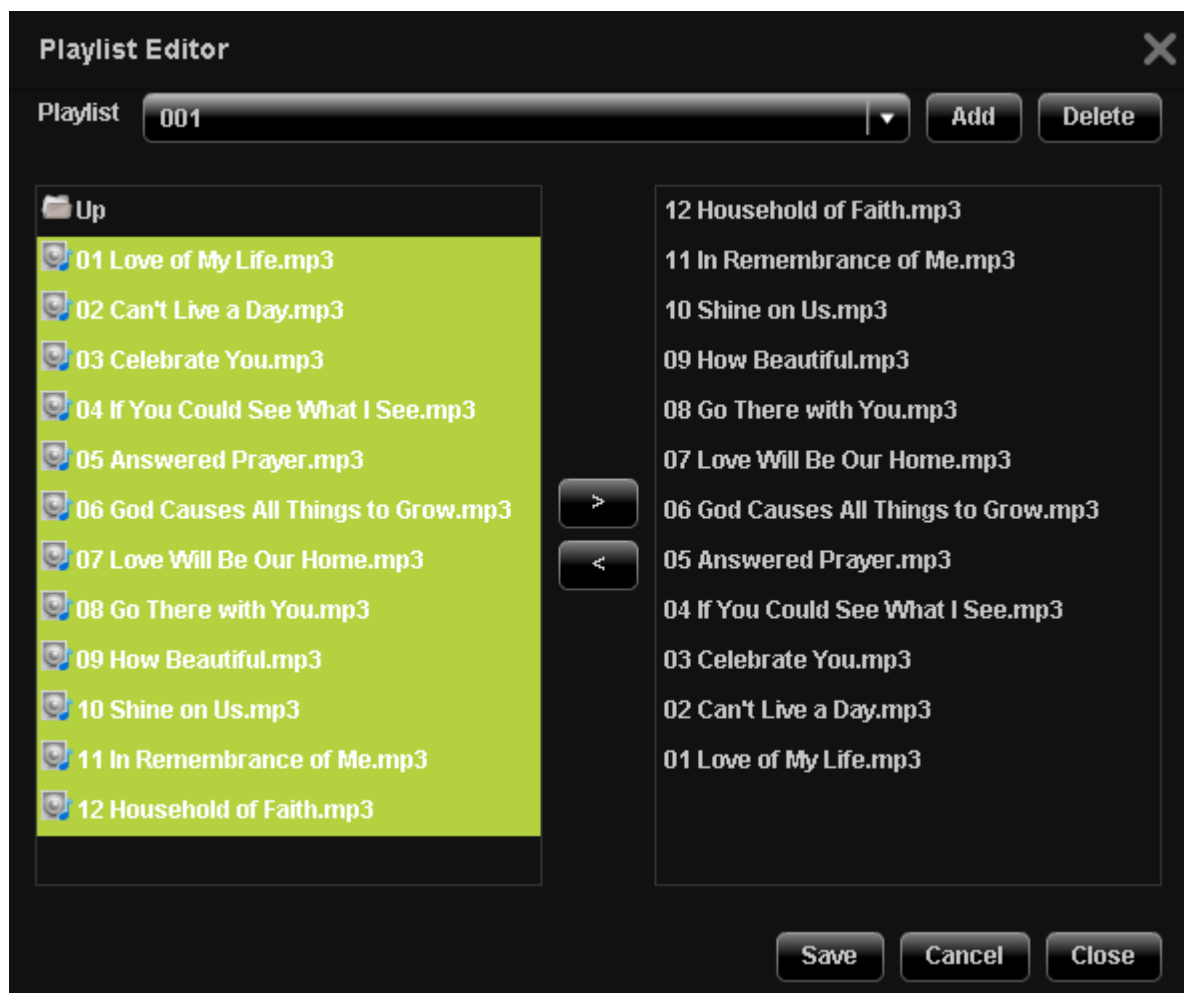 Playlist Editor
Playlist 001 Add Delete
Up
01 Love of My Life.mp3
02 Can't Live a Day.mp3
03 Celebrate You.mp3
04 If You Could See What I See.mp3
05 Answered Prayer.mp3
06 God Causes All Things to Grow.mp3
07 Love Will Be Our Home.mp3
08 Go There with You.mp3
09 How Beautiful.mp3
10 Shine on Us.mp3
11 In Remembrance of Me.mp3
12 Household of Faith.mp3
>
<
12 Household of Faith.mp3
11 In Remembrance of Me.mp3
10 Shine on Us.mp3
09 How Beautiful.mp3
08 Go There with You.mp3
07 Love Will Be Our Home.mp3
06 God Causes All Things to Grow.mp3
05 Answered Prayer.mp3
04 If You Could See What I See.mp3
03 Celebrate You.mp3
02 Can't Live a Day.mp3
01 Love of My Life.mp3
Save Cancel Close